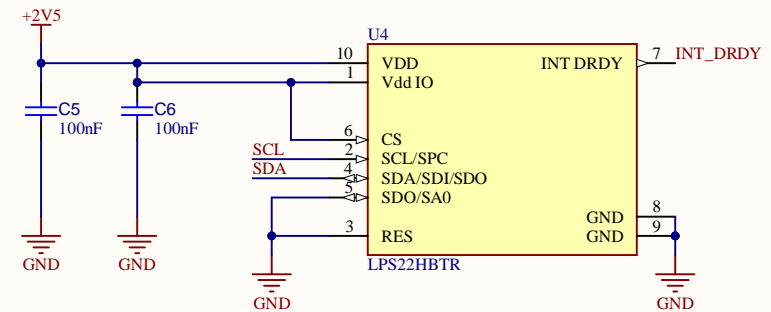 +2V5
U4
10 VDD INT DRDY 7 INT_DRDY
1 Vdd IO
C5 C6
100nF 100nF
6 CS
SCL 2 SCL/SPC
SDA 4 SDA/SDI/SDO
5 SDO/SA0
GND 8
3 RES GND 9
GND GND LPS22HBTR
GND GND